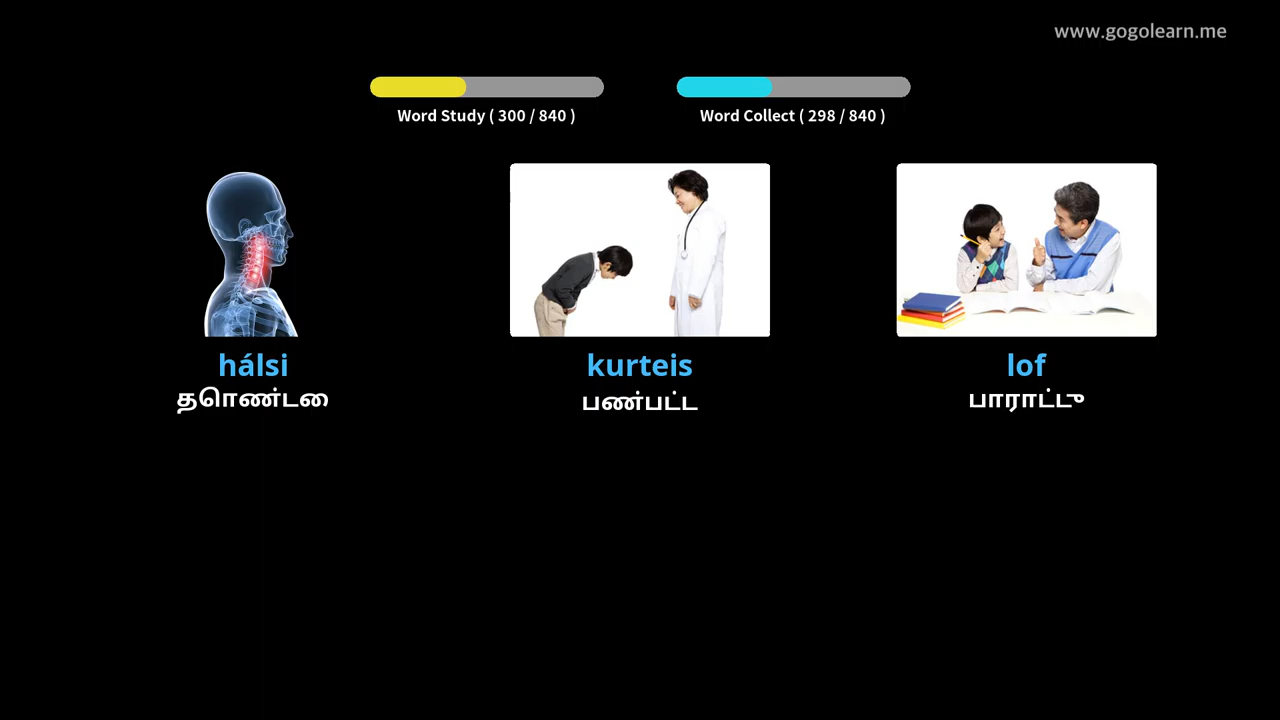 www.gogolearn.me
Word Study ( 300 / 840 )
Word Collect ( 298 / 840 )
hálsi
தொண்டை
kurteis
பண்பட்ட
lof
பாராட்டு